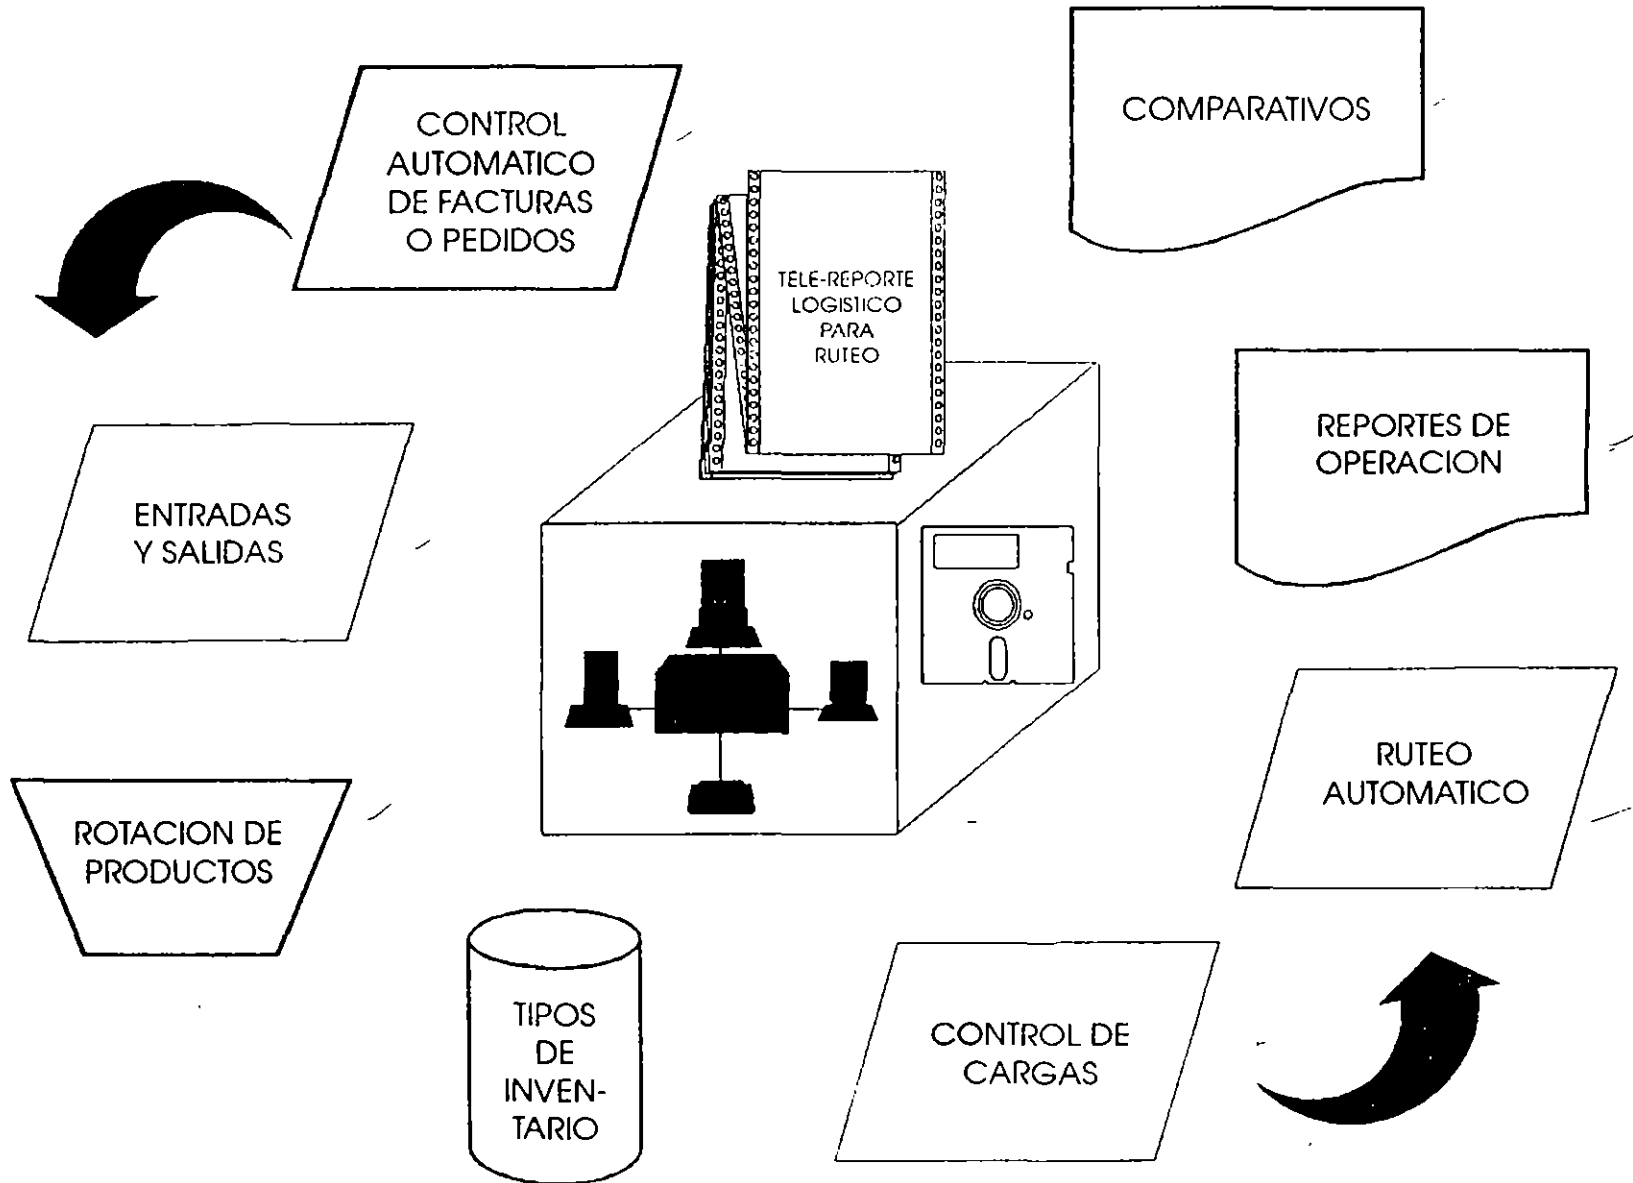 CONTROL
AUTOMATICO
DE FACTURAS
O PEDIDOS
COMPARATIVOS
TELE-REPORTE
LOGISTICO
PARA
RUTEO
REPORTES DE
OPERACION
ENTRADAS
Y SALIDAS
RUTEO
AUTOMATICO
ROTACION DE
PRODUCTOS
TIPOS
DE
INVEN-
TARIO
CONTROL DE
CARGAS